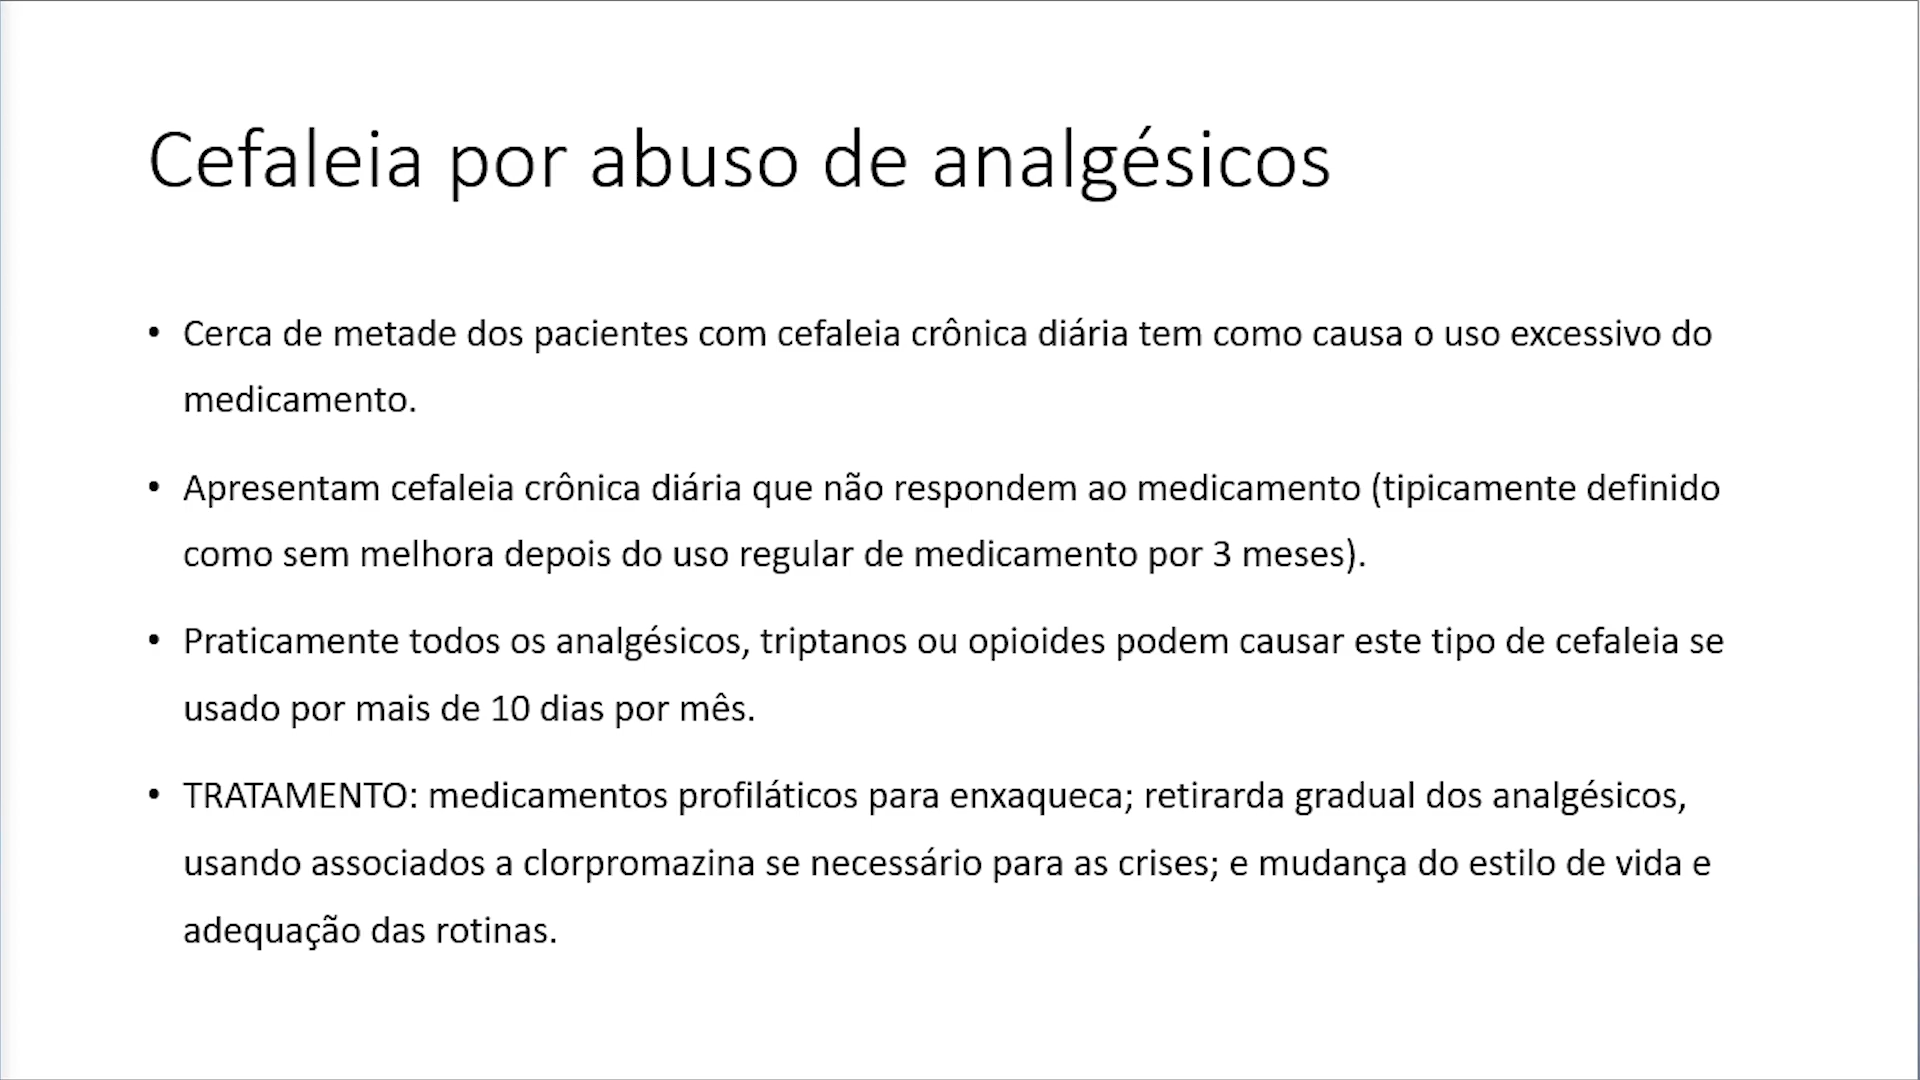 Cefaleia por abuso de analgésicos
• Cerca de metade dos pacientes com cefaleia crônica diária tem como causa o uso excessivo do
medicamento.
• Apresentam cefaleia crônica diária que não respondem ao medicamento (tipicamente definido
como sem melhora depois do uso regular de medicamento por 3 meses).
• Praticamente todos os analgésicos, triptanos ou opioides podem causar este tipo de cefaleia se
usado por mais de 10 dias por mês.
• TRATAMENTO: medicamentos profiláticos para enxaqueca; retirarda gradual dos analgésicos,
usando associados a clorpromazina se necessário para as crises; e mudança do estilo de vida e
adequação das rotinas.